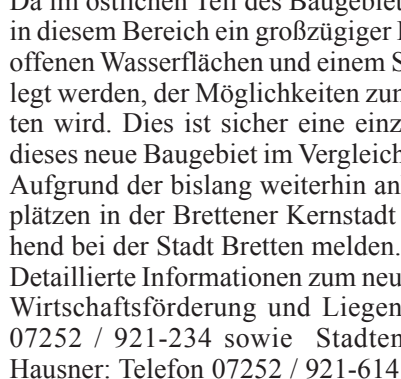 Da im östlichen Teil des Baugebiet
in diesem Bereich ein großzügiger
offenen Wasserflächen und einem S
legt werden, der Möglichkeiten zun
ten wird. Dies ist sicher eine einz
dieses neue Baugebiet im Vergleich
Aufgrund der bislang weiterhin an
plätzen in der Brettener Kernstadt
hend bei der Stadt Bretten melden.
Detaillierte Informationen zum neu
Wirtschaftsförderung und Liegen
07252 / 921-234 sowie Stadten
Hausner: Telefon 07252 / 921-614